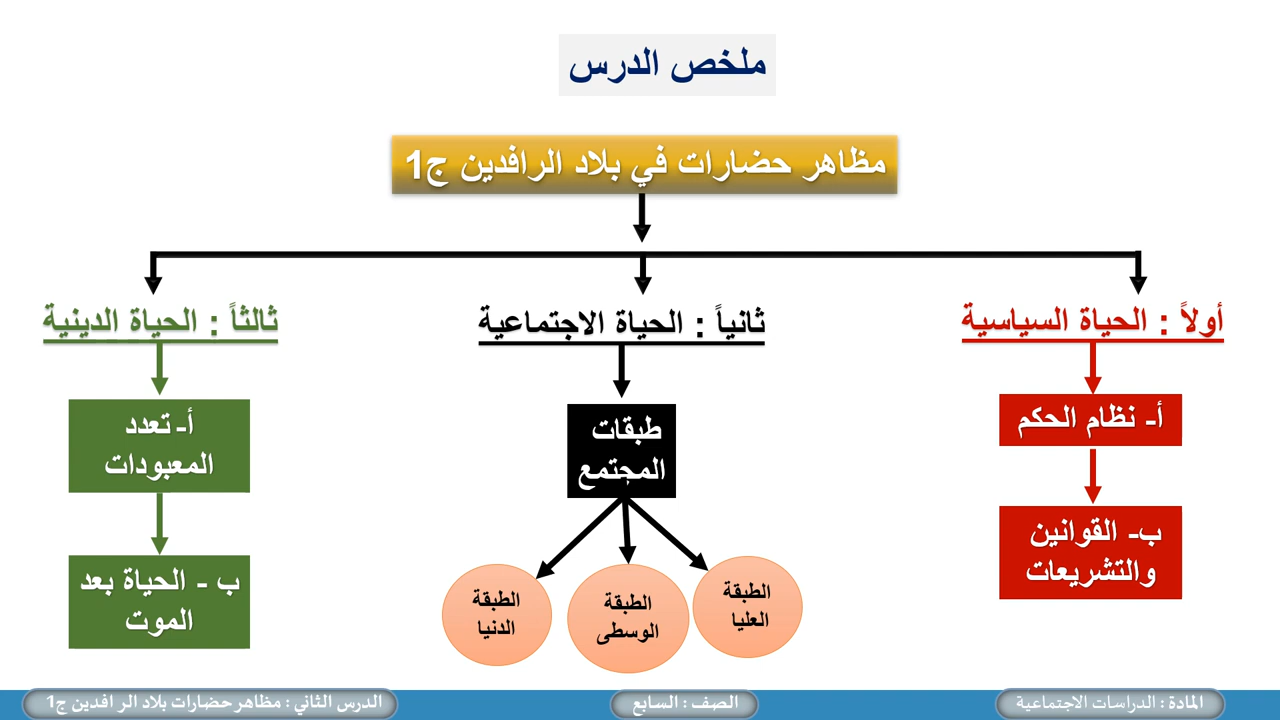 ملخص الدرس
مظاهر حضارات في بلاد الرافدين ج1
أولاً : الحياة السياسية
أ- نظام الحكم
ب- القوانين
والتشريعات
ثانياً : الحياة الاجتماعية
طبقات
المجتمع
الطبقة
العليا
الطبقة
الوسطى
الطبقة
الدنيا
ثالثاً : الحياة الدينية
أ- تعدد
المعبودات
ب - الحياة بعد
الموت
المادة : الدراسات الاجتماعية
الصف : السابع
الدرس الثاني : مظاهر حضارات بلاد الر افدين ج1